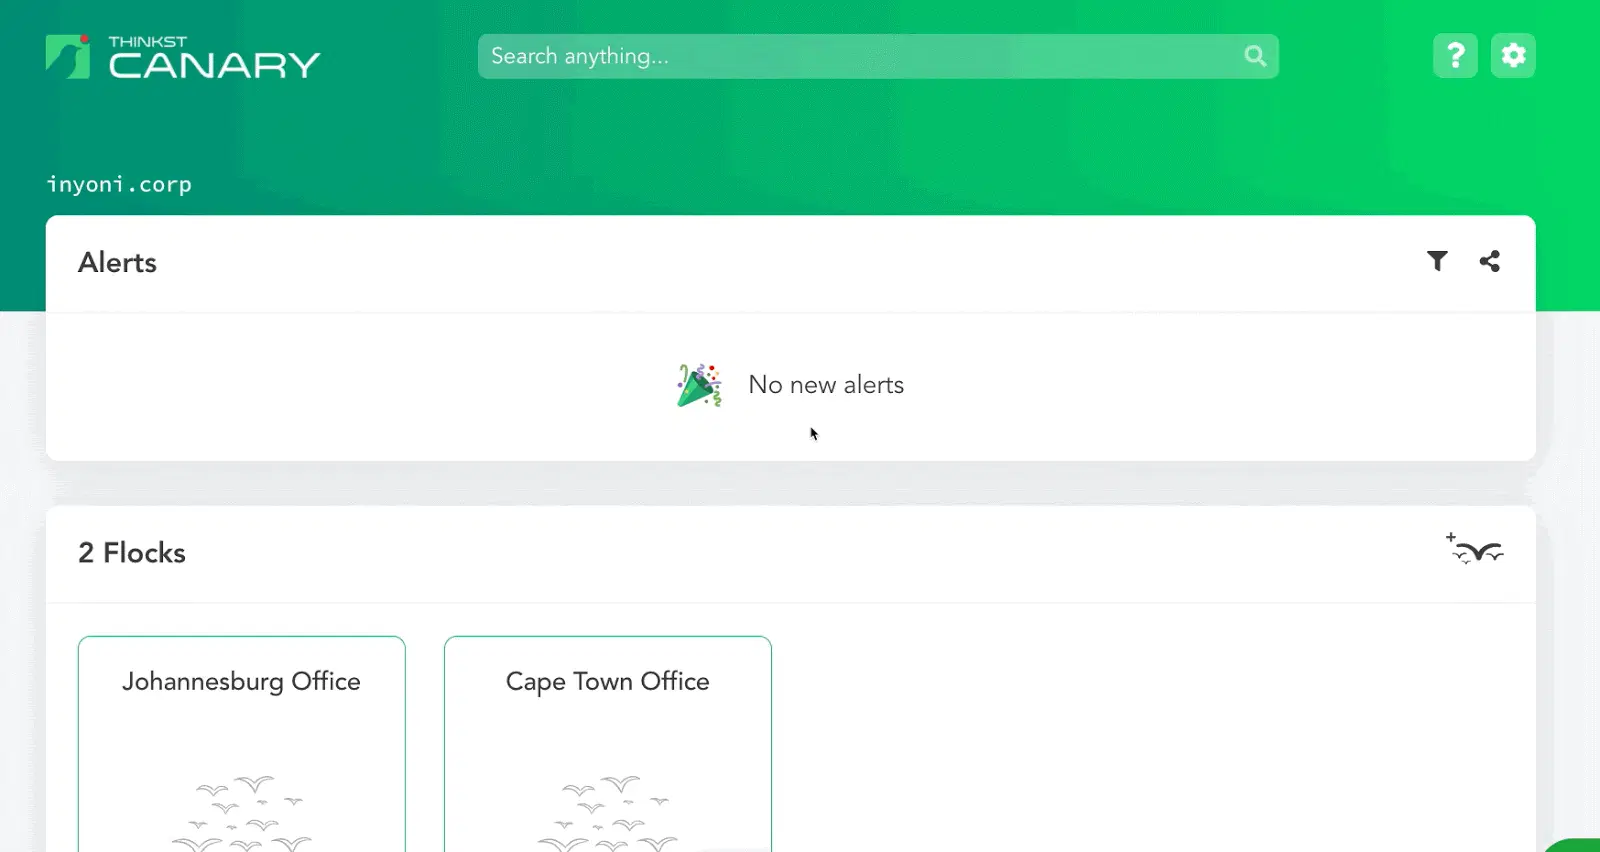 THINKST
CANARY
Search anything...
?
inyoni.corp
Alerts
No new alerts
2 Flocks
+
Johannesburg Office
Cape Town Office